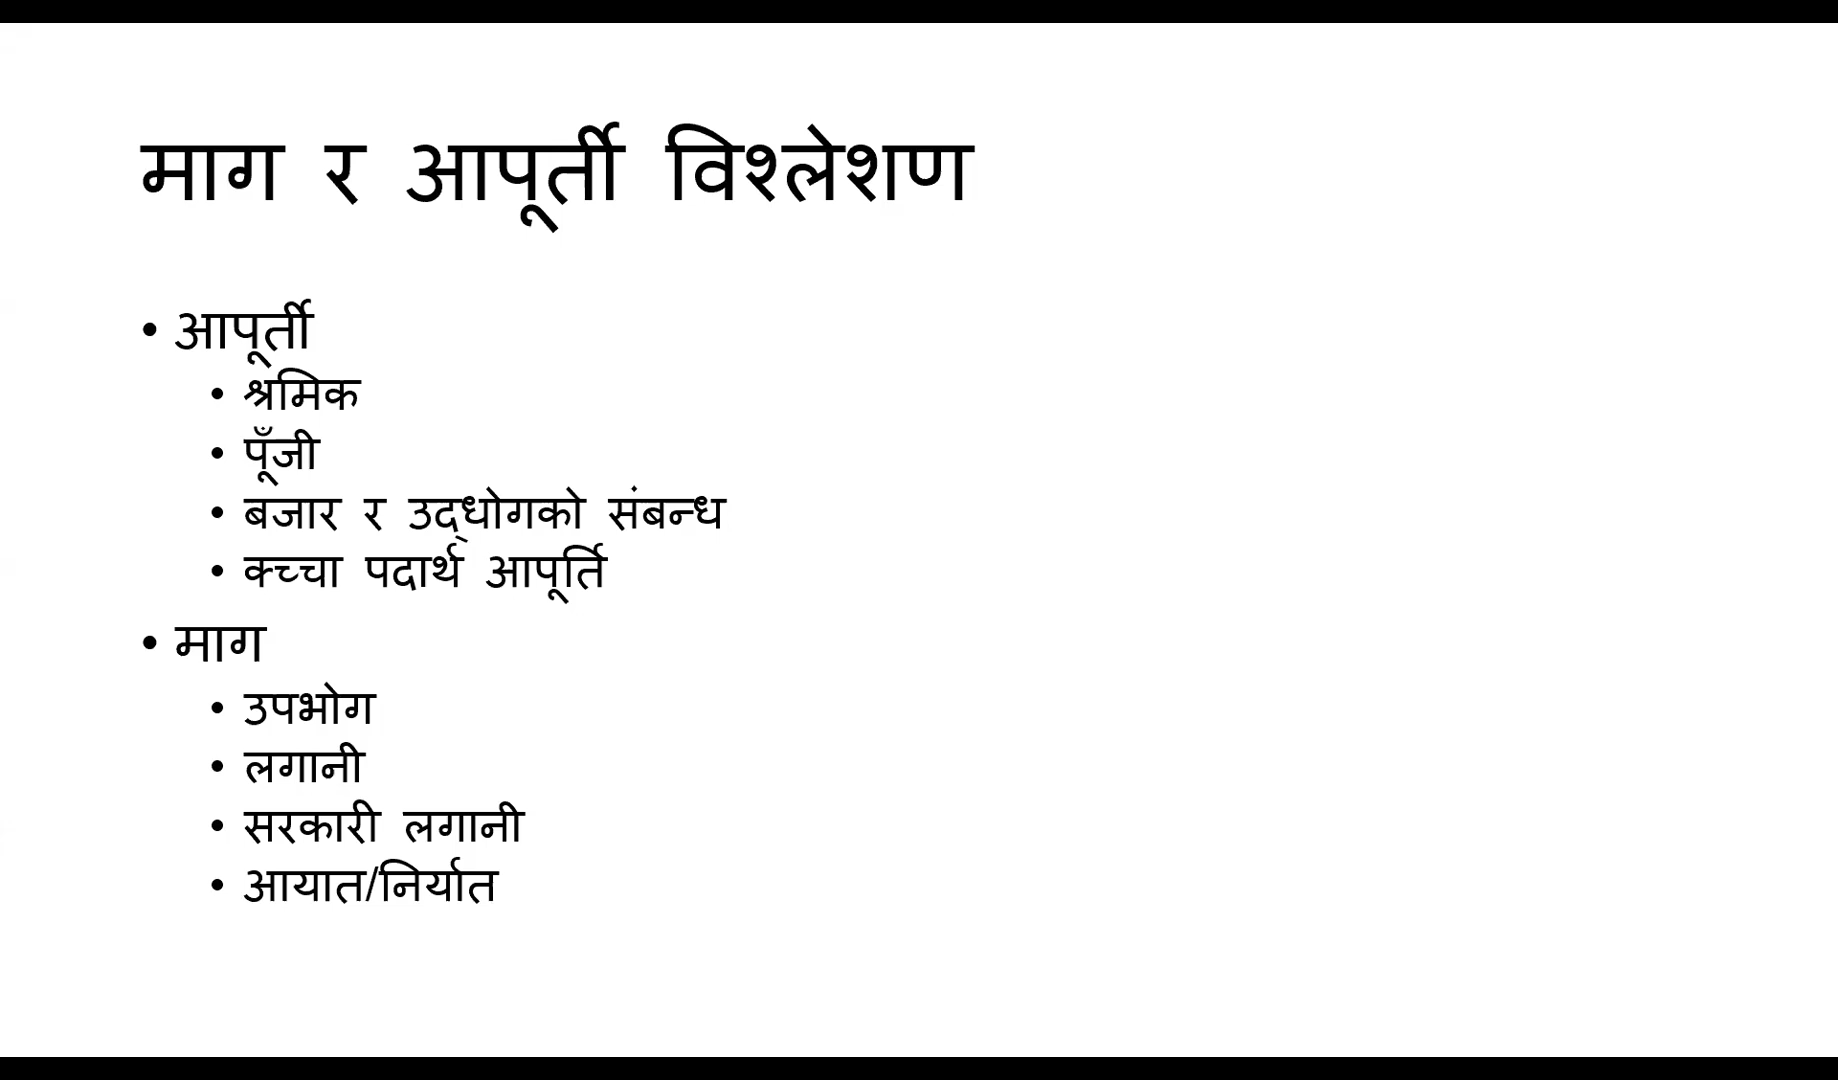 माग र आपूर्ती विश्लेशण
• आपूर्ती
• श्रमिक
• पूँजी
• बजार र उद्धोगको संबन्ध
• क्च्चा पदार्थ आपूर्ति
• माग
• उपभोग
• लगानी
• सरकारी लगानी
• आयात/निर्यात